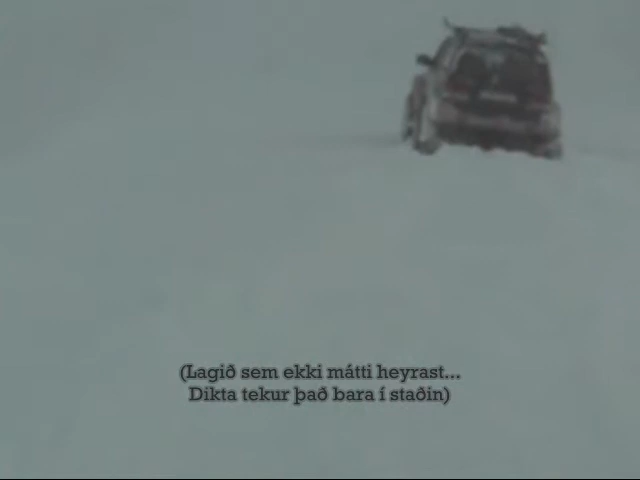 (Lagið sem ekki mátti heyrast...
Dikta tekur það bara í staðin)